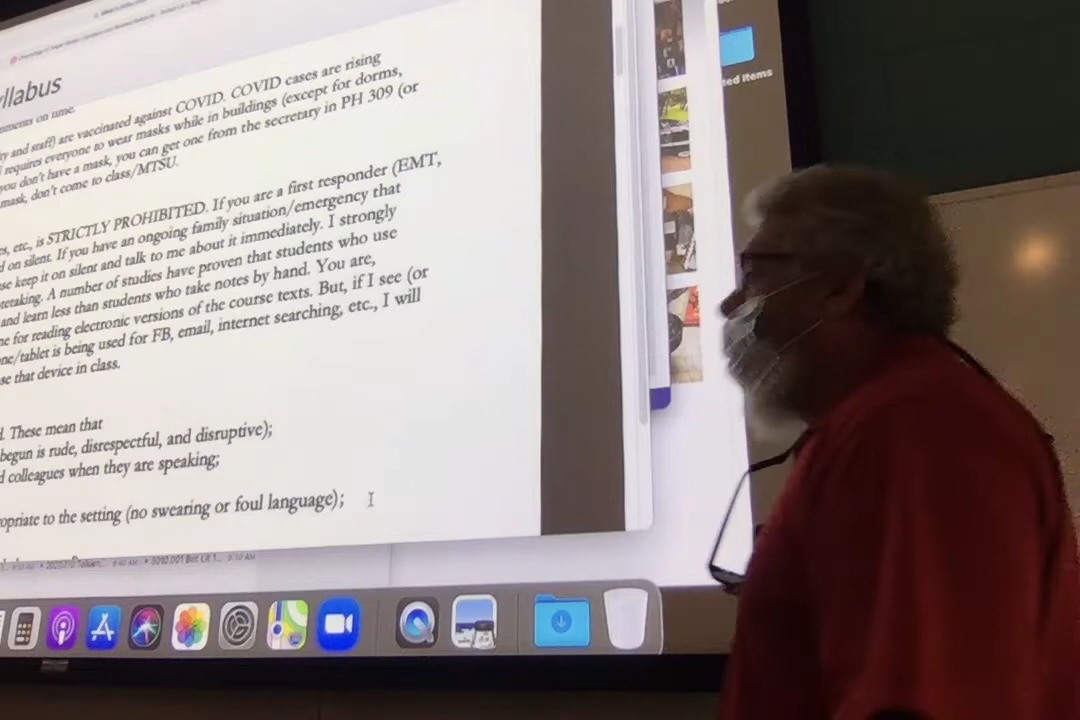 yllabus
mments on time.
ty and staff) are vaccinated against COVID. COVID cases are rising
requires everyone to wear masks while in buildings (except for dorms,
you don't have a mask, you can get one from the secretary in PH 309 (or
mask, don't come to class/MTSU.
es, etc., is STRICTLY PROHIBITED. If you are a first responder (EMT,
d on silent. If you have an ongoing family situation/emergency that
se keep it on silent and talk to me about it immediately. I strongly
otetaking. A number of studies have proven that students who use
and learn less than students who take notes by hand. You are,
ne for reading electronic versions of the course texts. But, if I see (or
one/tablet is being used for FB, email, internet searching, etc., I will
se that device in class.
d. These mean that
begun is rude, disrespectful, and disruptive);
d colleagues when they are speaking;
opriate to the setting (no swearing or foul language);
ted Items